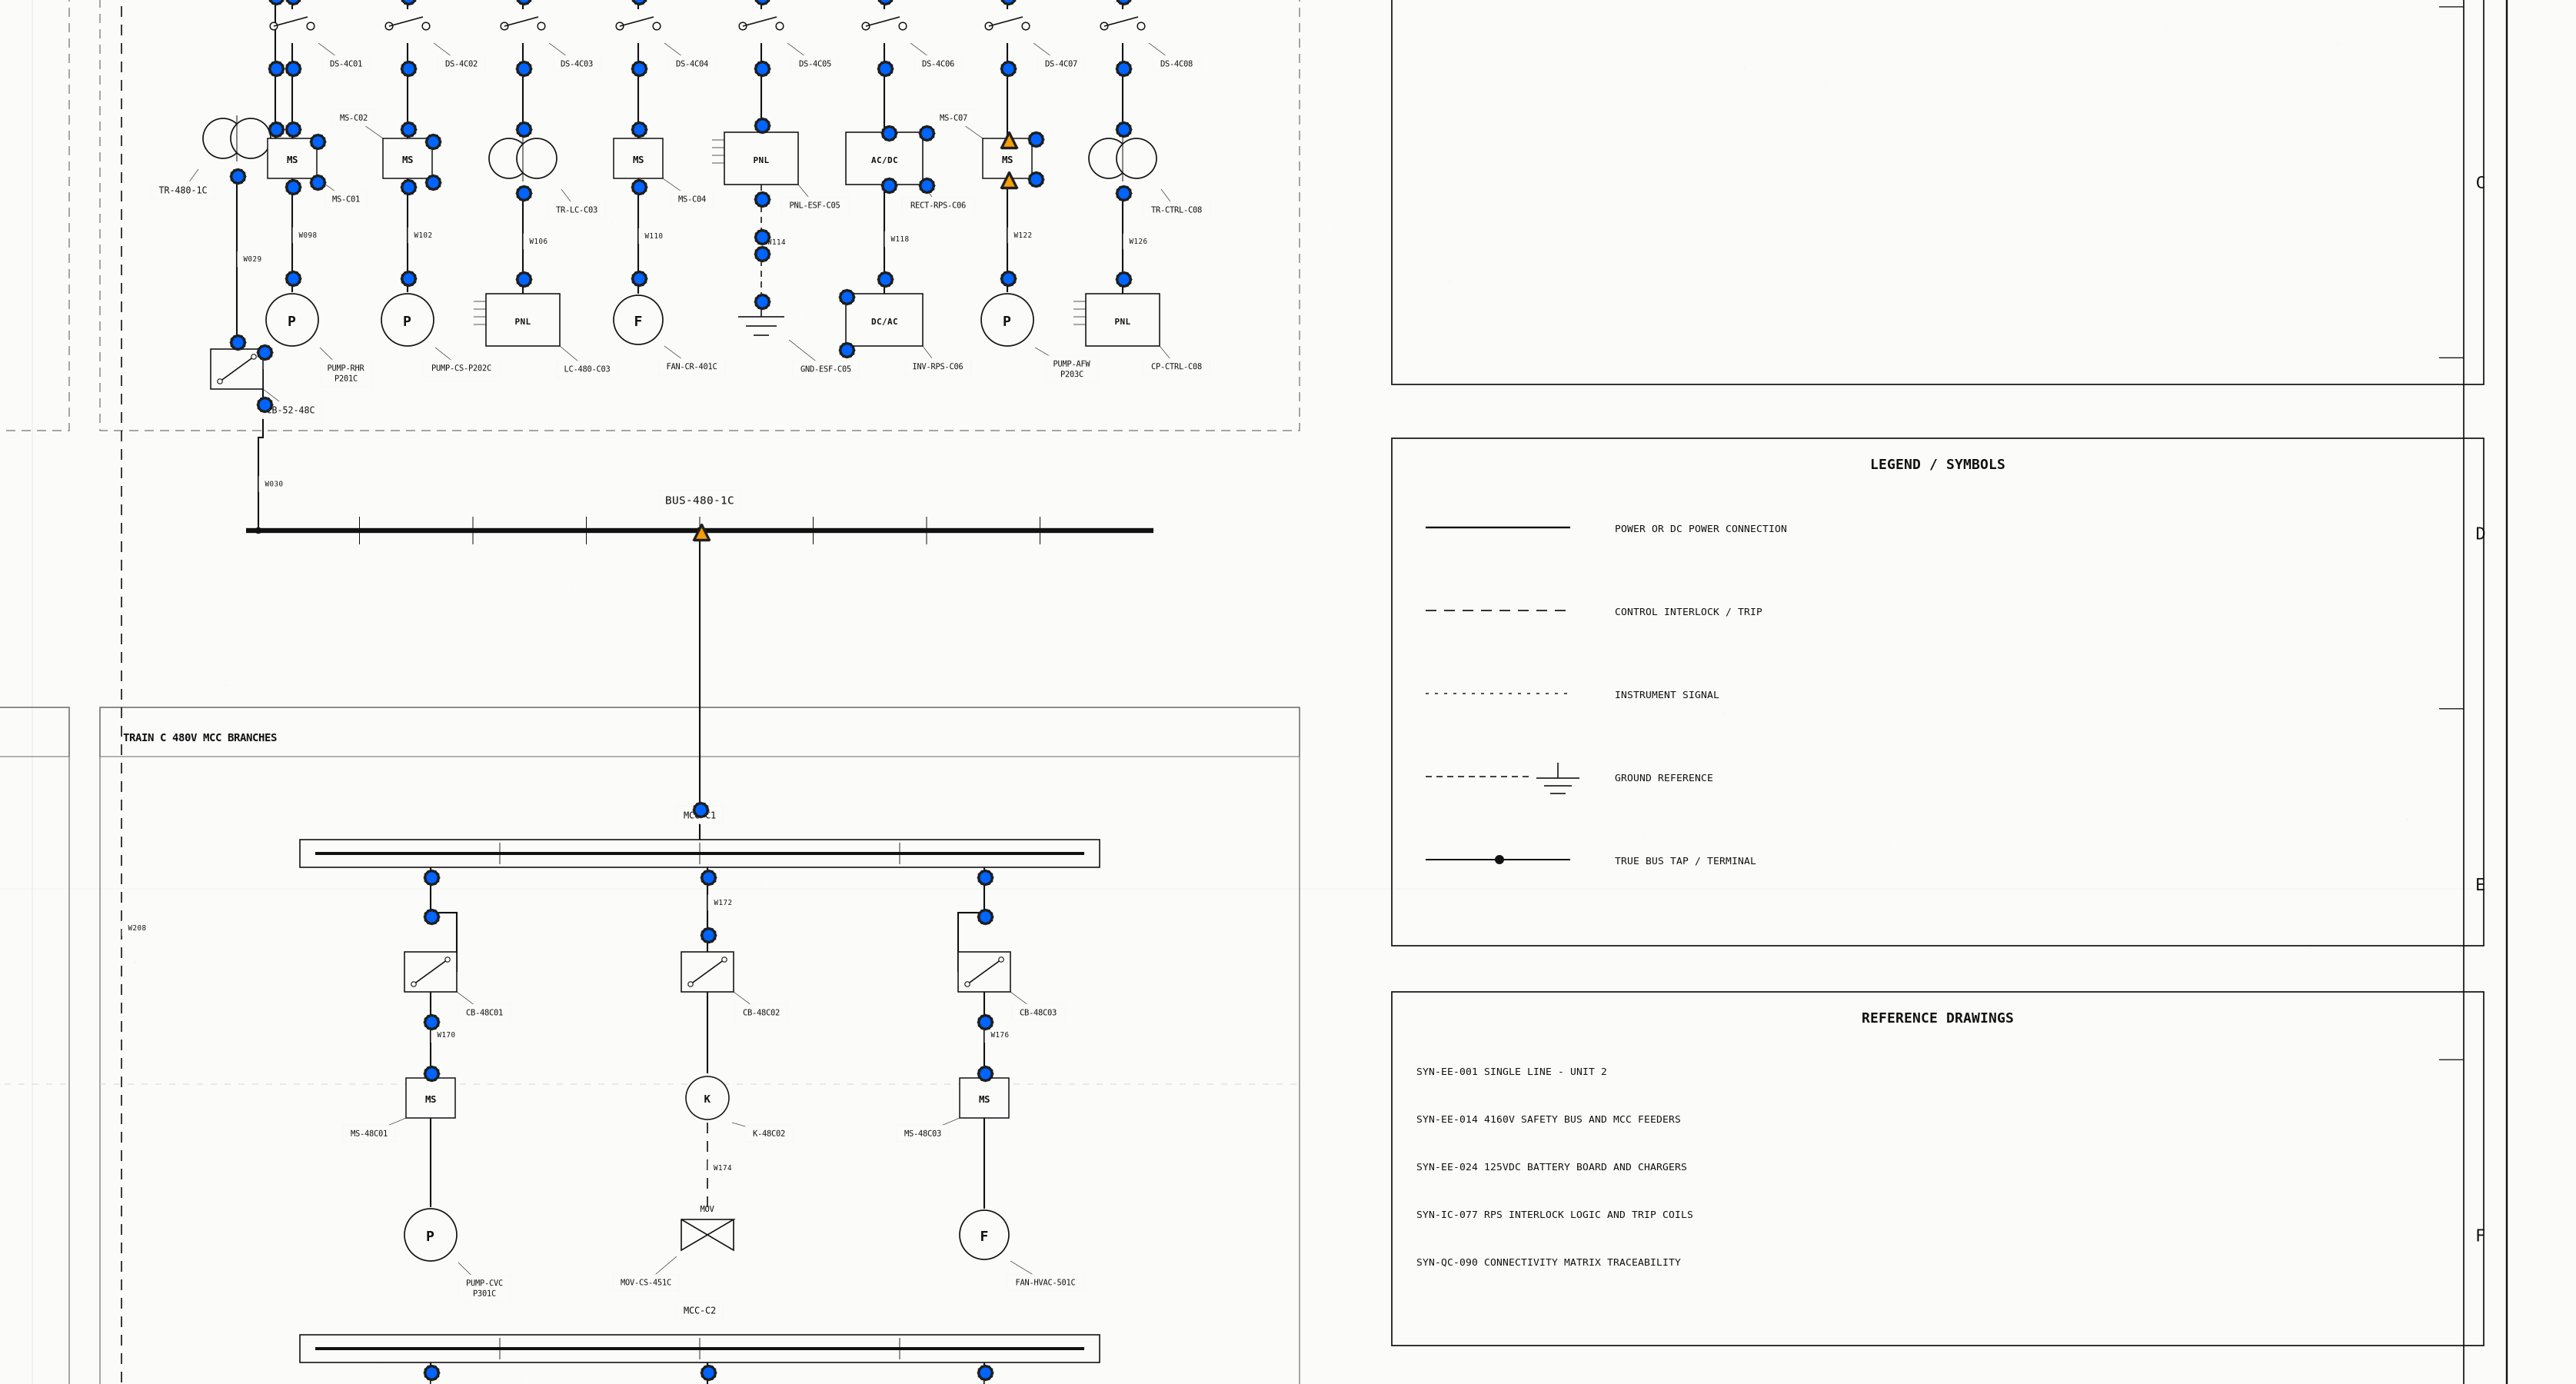 DS-4C01
DS-4C02
DS-4C03
DS-4C04
DS-4C05
DS-4C06
DS-4C07
DS-4C08
MS-C02
MS-C07
MS
MS
MS
PNL
AC/DC
MS
TR-480-1C
MS-C01
MS-C04
TR-LC-C03
PNL-ESF-C05
RECT-RPS-C06
TR-CTRL-C08
C
W098
W102
W106
W110
W114
W118
W122
W126
W029
P
P
PNL
F
DC/AC
P
PNL
PUMP-RHR
P201C
PUMP-CS-P202C
LC-480-C03
FAN-CR-401C
GND-ESF-C05
INV-RPS-C06
PUMP-AFW
P203C
CP-CTRL-C08
CB-52-48C
W030
BUS-480-1C
LEGEND / SYMBOLS
POWER OR DC POWER CONNECTION
D
CONTROL INTERLOCK / TRIP
INSTRUMENT SIGNAL
GROUND REFERENCE
TRUE BUS TAP / TERMINAL
E
TRAIN C 480V MCC BRANCHES
MCC-C1
W172
W208
CB-48C01
CB-48C02
CB-48C03
W170
W176
MS
K
MS
MS-48C01
K-48C02
MS-48C03
W174
MOV
P
F
PUMP-CVC
P301C
MOV-CS-451C
FAN-HVAC-501C
MCC-C2
REFERENCE DRAWINGS
SYN-EE-001 SINGLE LINE - UNIT 2
SYN-EE-014 4160V SAFETY BUS AND MCC FEEDERS
SYN-EE-024 125VDC BATTERY BOARD AND CHARGERS
SYN-IC-077 RPS INTERLOCK LOGIC AND TRIP COILS
F
SYN-QC-090 CONNECTIVITY MATRIX TRACEABILITY